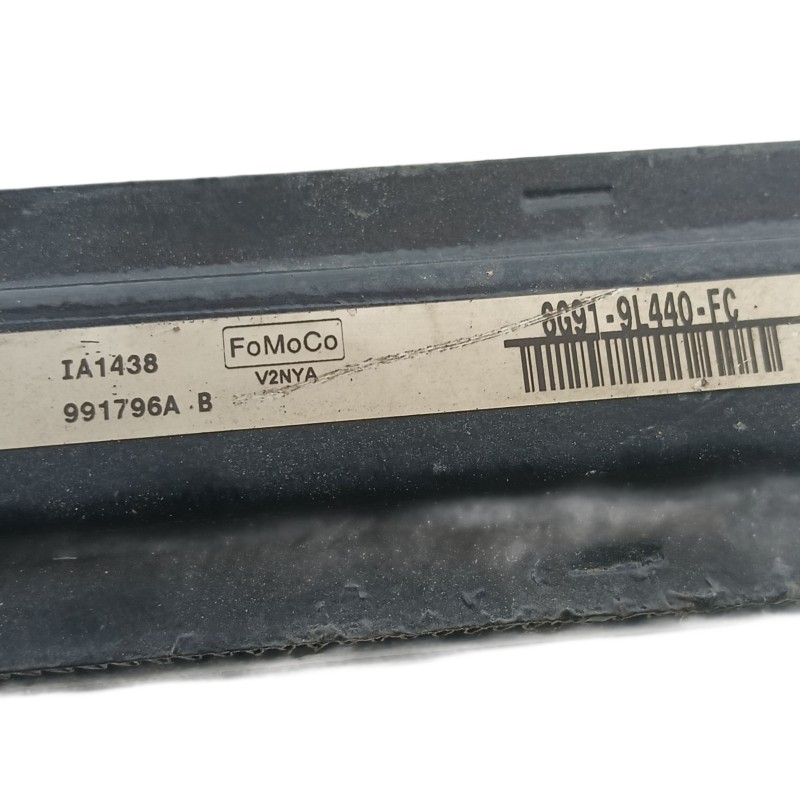 IA1438
991796A B
FoMoCo
V2NYA
6G91-9L440-FC